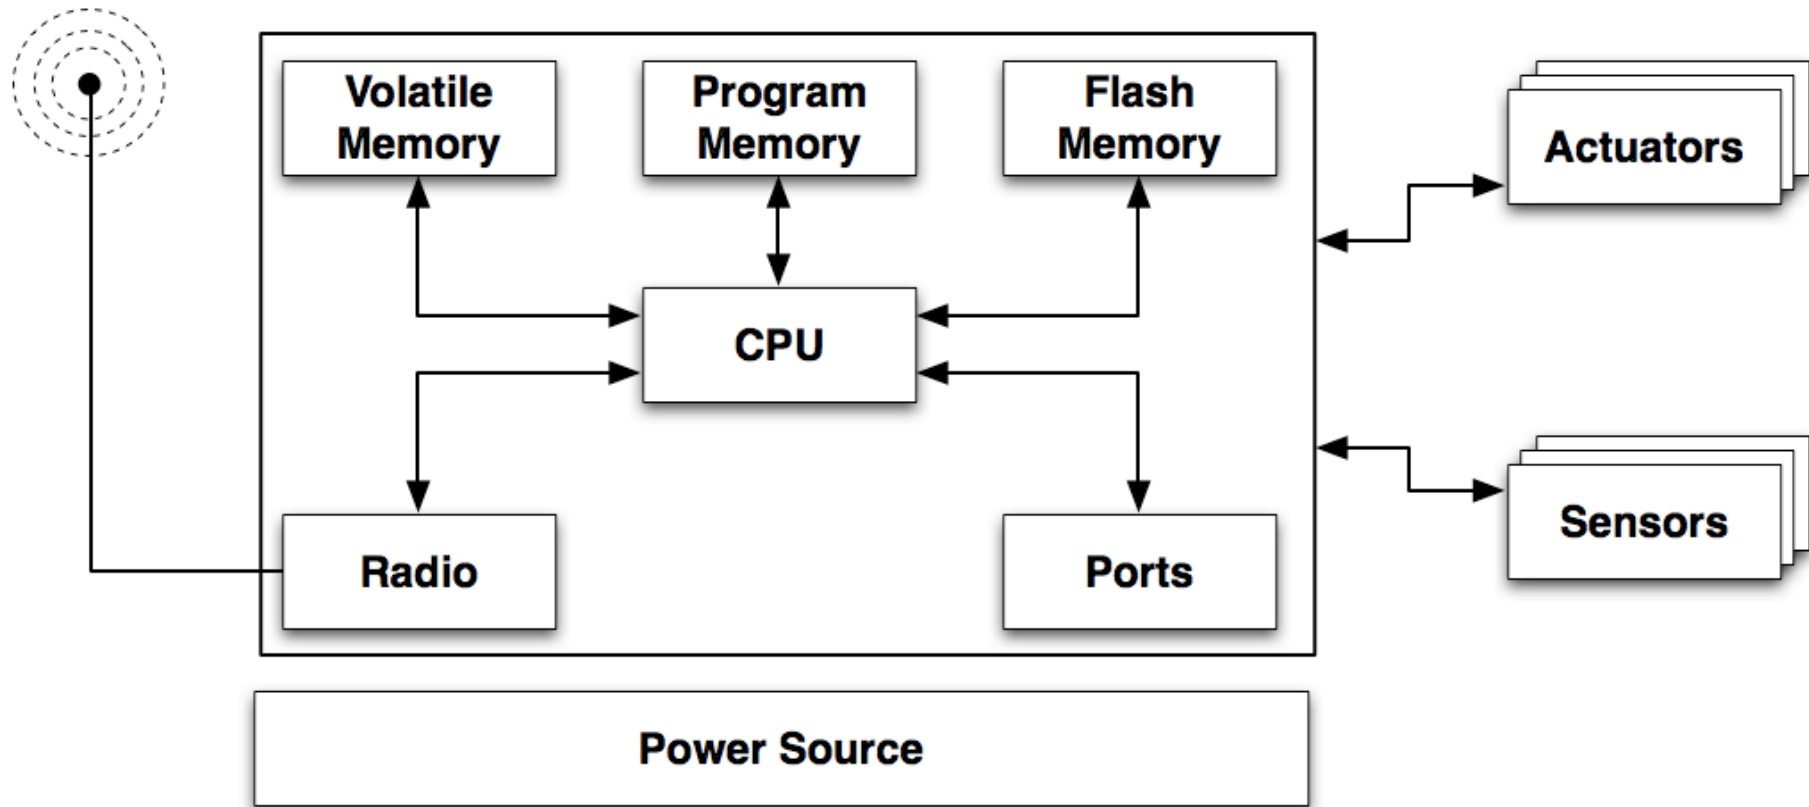 Volatile
Memory
Program
Memory
Flash
Memory
Actuators
CPU
Sensors
Radio
Ports
Power Source